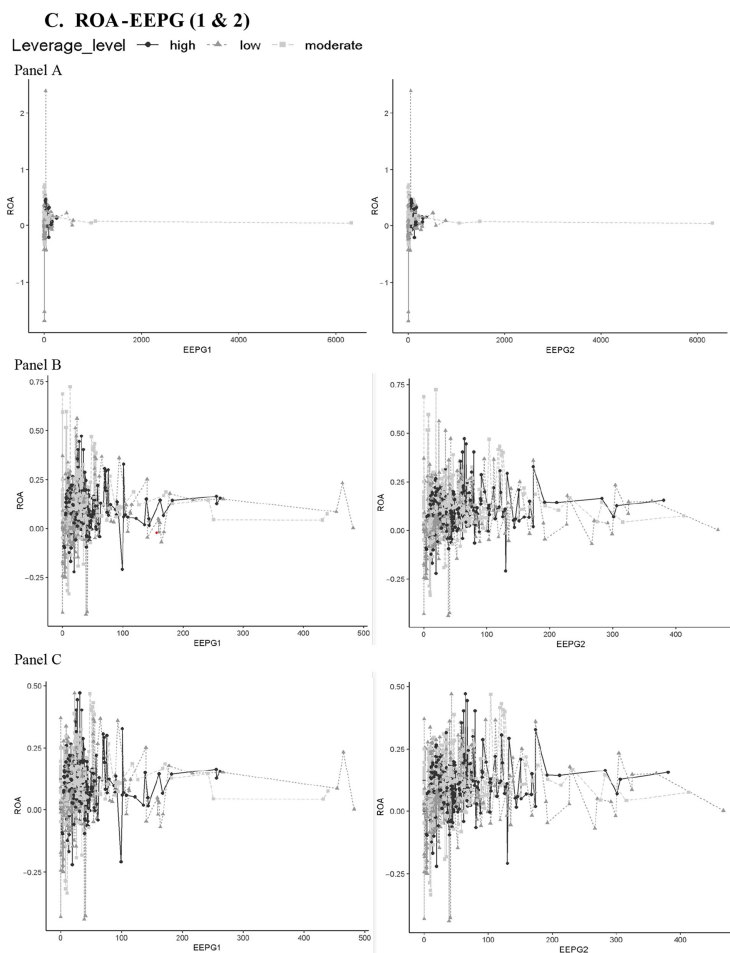 C. ROA-EEPG (1 & 2)
Leverage_level high low moderate
Panel A
2
1
0
−1
ROA
0 2000 4000 6000
EEPG1
2
1
0
−1
ROA
0 2000 4000 6000
EEPG2
Panel B
0.75
0.50
0.25
0.00
−0.25
ROA
0 100 200 300 400 500
EEPG1
0.75
0.50
0.25
0.00
−0.25
ROA
0 100 200 300 400
EEPG2
Panel C
0.50
0.25
0.00
−0.25
ROA
0 100 200 300 400 500
EEPG1
0.50
0.25
0.00
−0.25
ROA
0 100 200 300 400
EEPG2